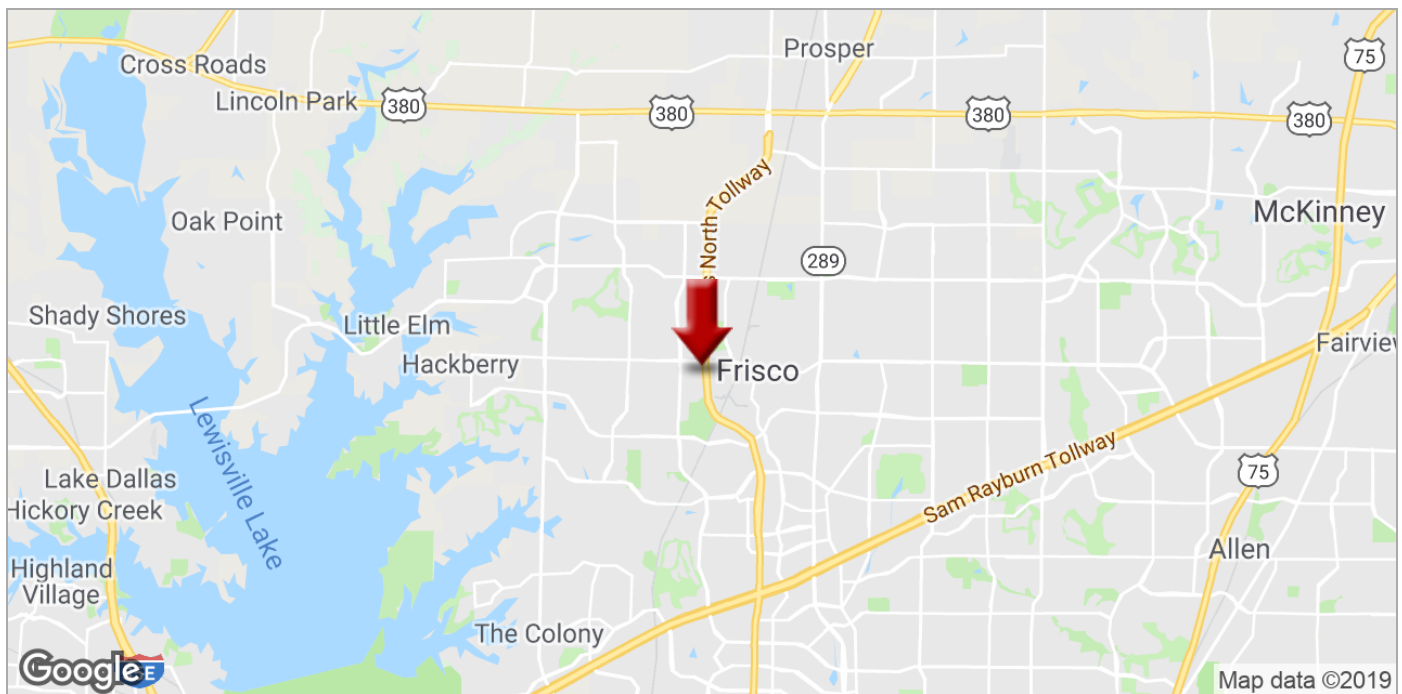 Prosper
75
Cross Roads
Lincoln Park
380
380
380
380
North Tollway
Oak Point
McKinney
289
Shady Shores
Little Elm
Fairview
Hackberry
Frisco
Lewisville Lake
Sam Rayburn Tollway
75
Lake Dallas
Hickory Creek
Allen
Highland
Village
The Colony
Google
E
Map data ©2019